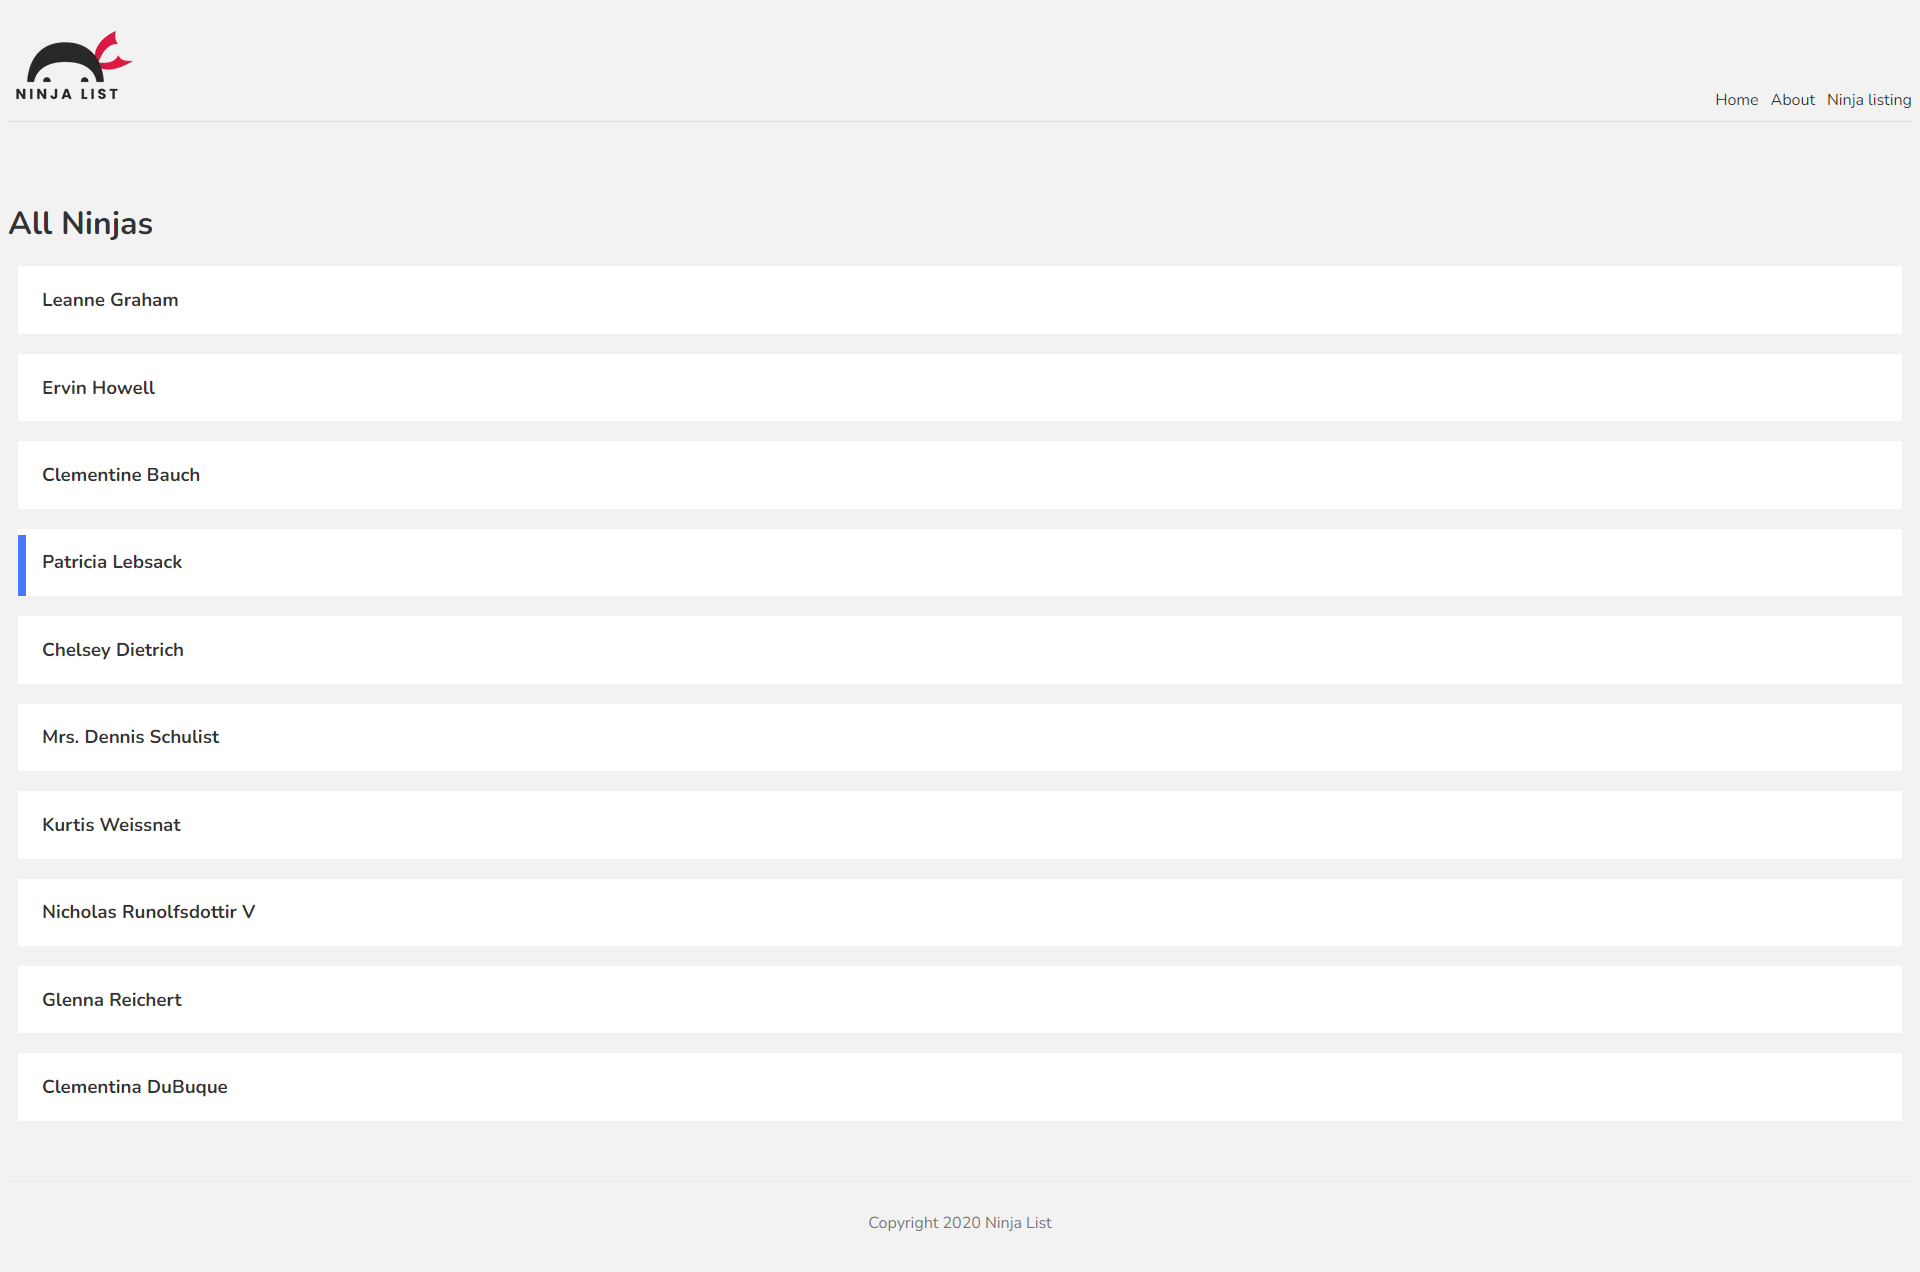 NINJA LIST
Home About Ninja listing
All Ninjas
Leanne Graham
Ervin Howell
Clementine Bauch
Patricia Lebsack
Chelsey Dietrich
Mrs. Dennis Schulist
Kurtis Weissnat
Nicholas Runolfsdottir V
Glenna Reichert
Clementina DuBuque
Copyright 2020 Ninja List